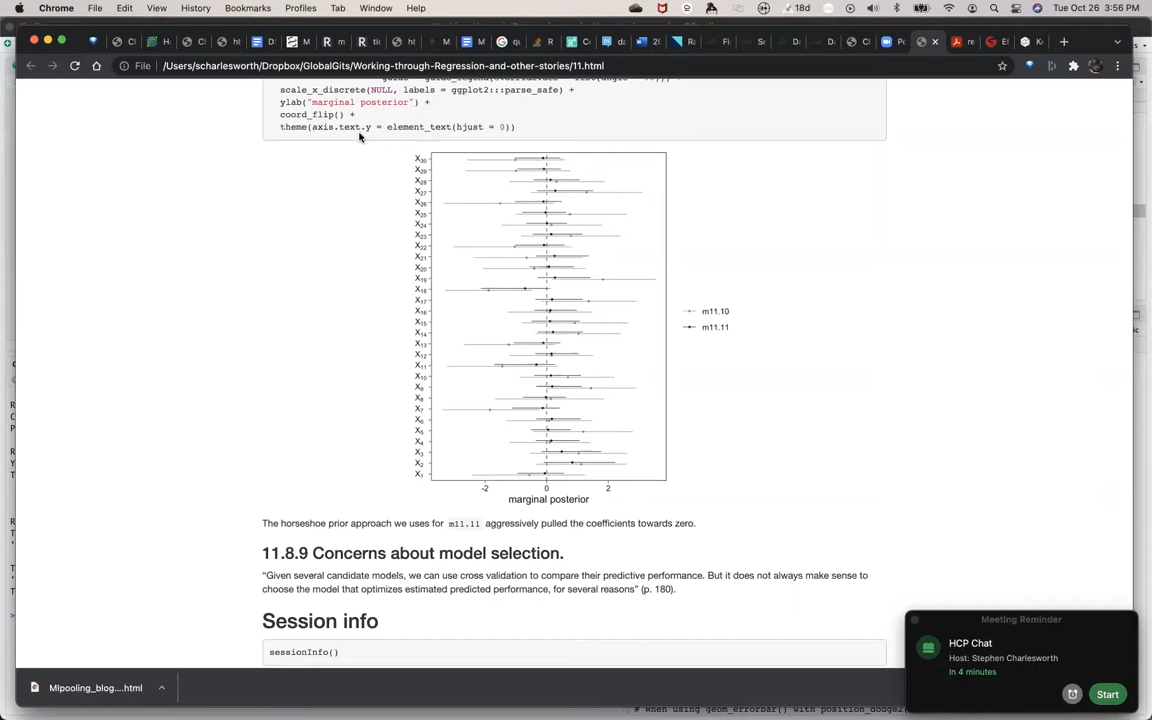 Chrome File Edit View History Bookmarks Profiles Tab Window Help 18d Tue Oct 26 3:56 PM
File /Users/scharlesworth/Dropbox/GlobalGits/Working-through-Regression-and-other-stories/11.html
scale_x_discrete(NULL, labels = ggplot2:::parse_safe) +
ylab("marginal posterior") +
coord_flip() +
theme(axis.text.y = element_text(hjust = 0))
X30
X29
X28
X27
X26
X25
X24
X23
X22
X21
X20
X19
X18
X17
X16
X15
X14
X13
X12
X11
X10
X9
X8
X7
X6
X5
X4
X3
X2
X1
m11.10
m11.11
-2 0 2
marginal posterior
The horseshoe prior approach we uses for m11.11 aggressively pulled the coefficients towards zero.
11.8.9 Concerns about model selection.
“Given several candidate models, we can use cross validation to compare their predictive performance. But it does not always make sense to
choose the model that optimizes estimated predicted performance, for several reasons” (p. 180).
Session info
sessionInfo()
Meeting Reminder
HCP Chat
Host: Stephen Charlesworth
In 4 minutes
Start
MIpooling_blog....html
# When using geom_errorbar() with position_dodge2(